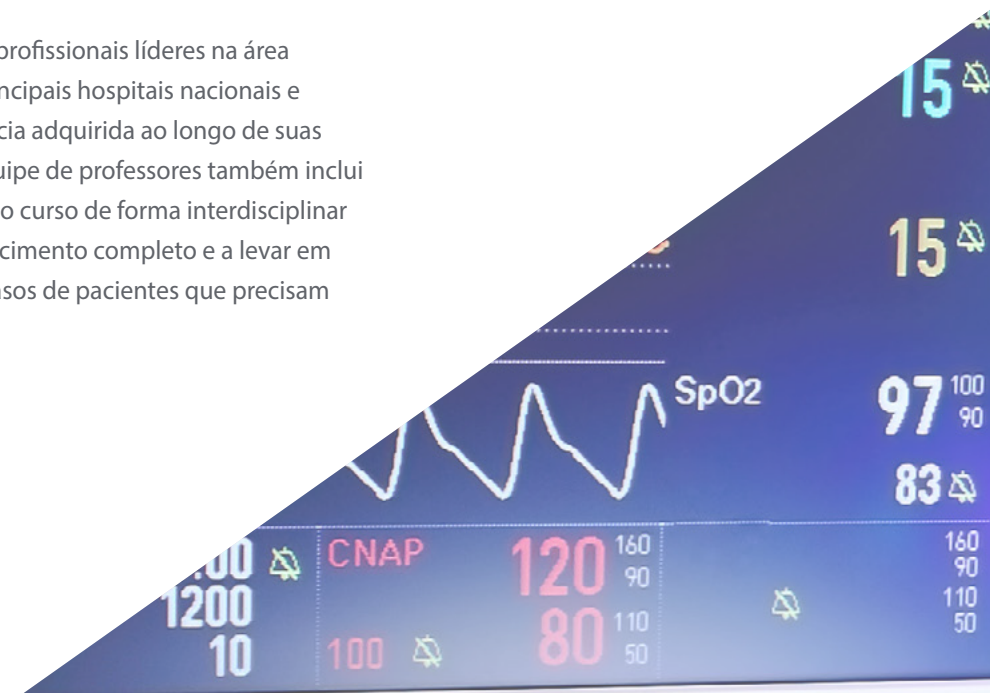 profissionais líderes na área
ncipais hospitais nacionais e
cia adquirida ao longo de suas
uipe de professores também inclui
o curso de forma interdisciplinar
cimento completo e a levar em
sos de pacientes que precisam
15
15
SpO2
97 100
90
83
.00
1200
10
CNAP
120 160
90
80 110
50
100
160
90
110
50